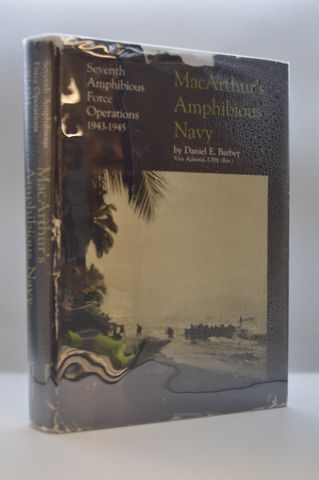 Seventh
Amphibious
Force
Operations
1943-1945
MacArthur's
Amphibious
Navy
by Daniel E. Barbey
Vice Admiral, USN (Ret.)
Seventh Amphibious
Force Operations
MacArthur's
Amphibious Navy